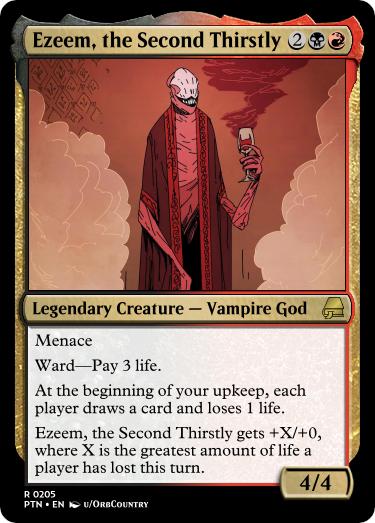 Ezeem, the Second Thirstly 2
Legendary Creature — Vampire God
Menace
Ward—Pay 3 life.
At the beginning of your upkeep, each
player draws a card and loses 1 life.
Ezeem, the Second Thirstly gets +X/+0,
where X is the greatest amount of life a
player has lost this turn.
4/4
R 0205
PTN • EN u/OrbCountry